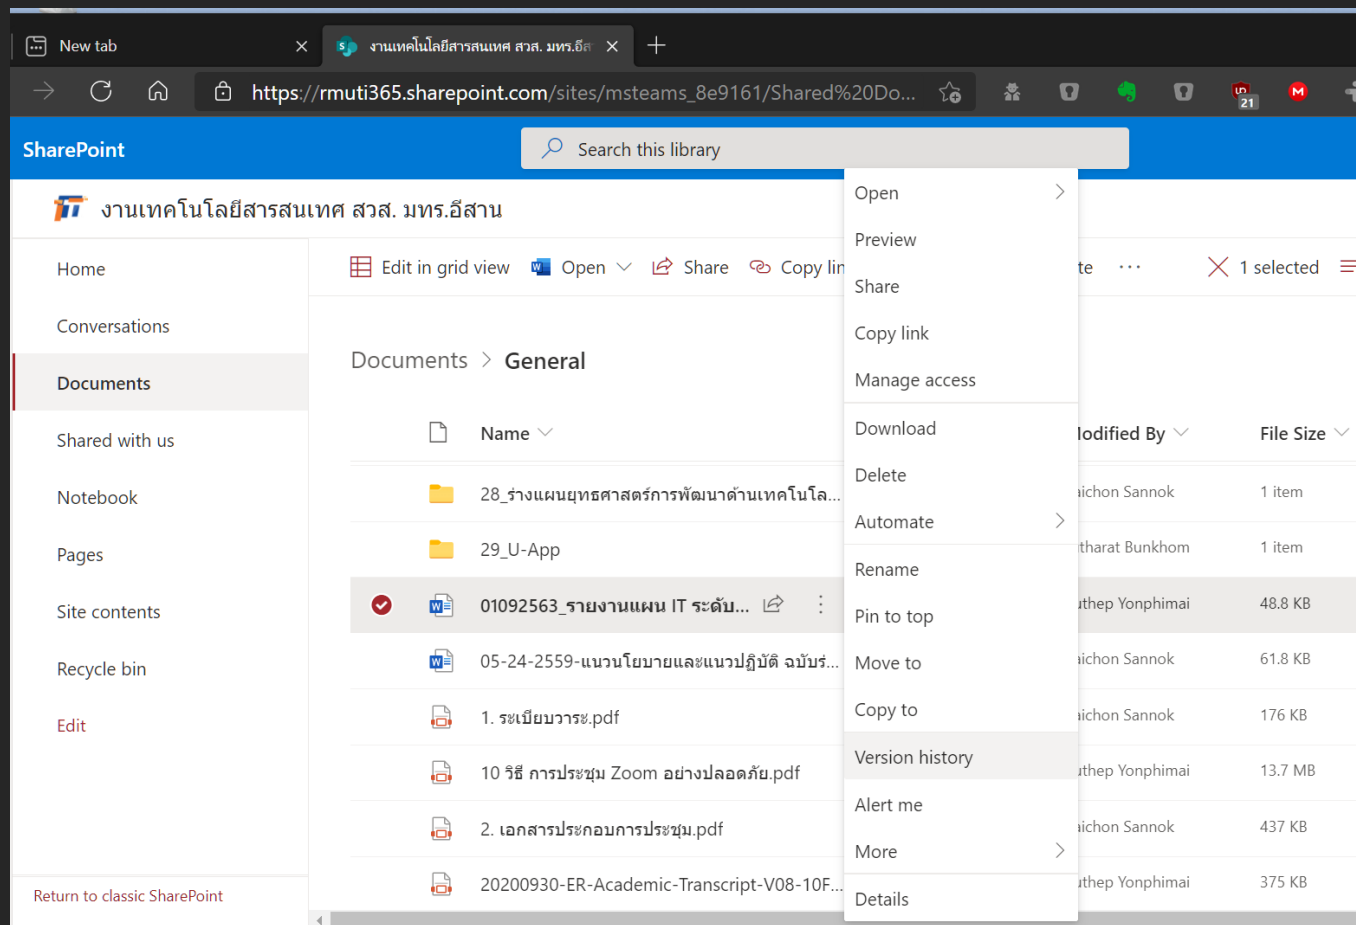 New tab
งานเทคโนโลยีสารสนเทศ สวส. มทร.อีส
https://rmuti365.sharepoint.com/sites/msteams_8e9161/Shared%20Do...
21
SharePoint
Search this library
งานเทคโนโลยีสารสนเทศ สวส. มทร.อีสาน
Home
Conversations
Documents
Shared with us
Notebook
Pages
Site contents
Recycle bin
Edit
Return to classic SharePoint
Edit in grid view Open Share Copy lin te ... 1 selected
Documents > General
Name Modified By File Size
28_ร่างแผนยุทธศาสตร์การพัฒนาด้านเทคโนโล... aichon Sannok 1 item
29_U-App tharat Bunkhom 1 item
01092563_รายงานแผน IT ระดับ... uthep Yonphimai 48.8 KB
05-24-2559-แนวนโยบายและแนวปฏิบัติ ฉบับร่... aichon Sannok 61.8 KB
1. ระเบียบวาระ.pdf aichon Sannok 176 KB
10 วิธี การประชุม Zoom อย่างปลอดภัย.pdf uthep Yonphimai 13.7 MB
2. เอกสารประกอบการประชุม.pdf aichon Sannok 437 KB
20200930-ER-Academic-Transcript-V08-10F... uthep Yonphimai 375 KB
Open
Preview
Share
Copy link
Manage access
Download
Delete
Automate
Rename
Pin to top
Move to
Copy to
Version history
Alert me
More
Details